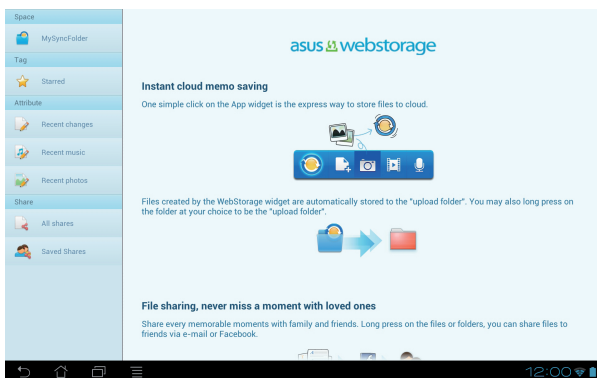 Space
MySyncFolder
Tag
Starred
Attribute
Recent changes
Recent music
Recent photos
Share
All shares
Saved Shares
asus webstorage
Instant cloud memo saving
One simple click on the App widget is the express way to store files to cloud.
Files created by the WebStorage widget are automatically stored to the "upload folder". You may also long press on
the folder at your choice to be the "upload folder".
File sharing, never miss a moment with loved ones
Share every memorable moments with family and friends. Long press on the files or folders, you can share files to
friends via e-mail or Facebook.
12:00